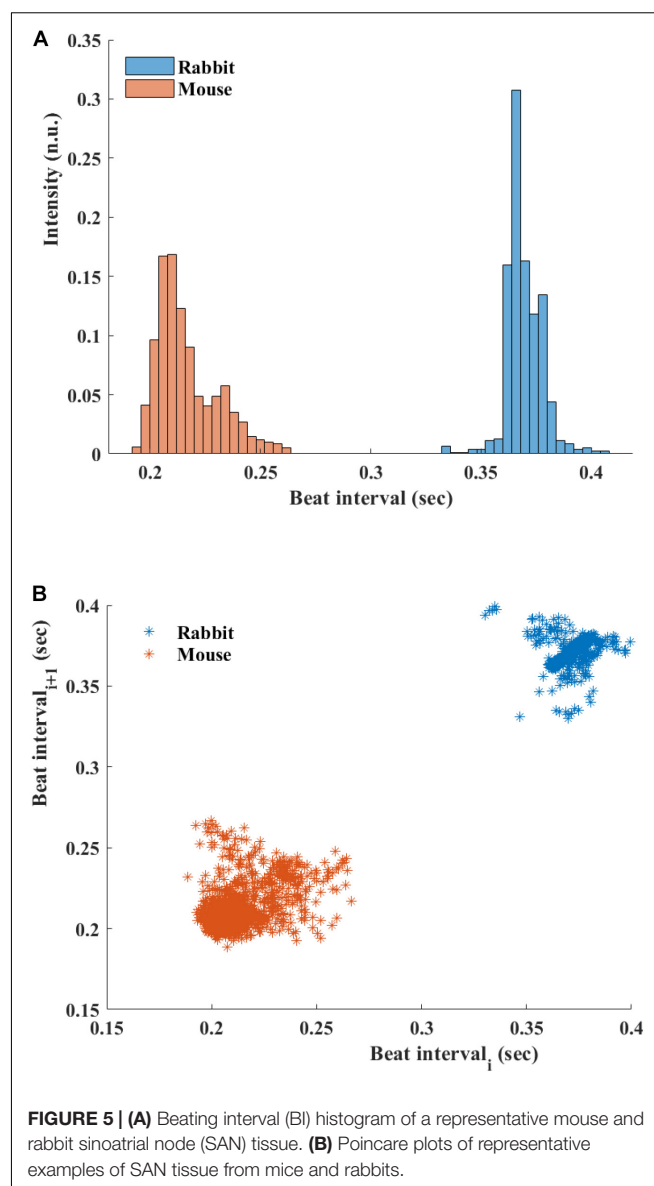 A
0.35
0.3
0.25
0.2
0.15
0.1
0.05
0
Intensity (n.u.)
Rabbit
Mouse
0.2 0.25 0.3 0.35 0.4
Beat interval (sec)
B
0.4
0.35
0.3
0.25
0.2
0.15
Beat interval i+1 (sec)
Rabbit
Mouse
0.15 0.2 0.25 0.3 0.35 0.4
Beat interval i (sec)
FIGURE 5 | (A) Beating interval (BI) histogram of a representative mouse and
rabbit sinoatrial node (SAN) tissue. (B) Poincare plots of representative
examples of SAN tissue from mice and rabbits.